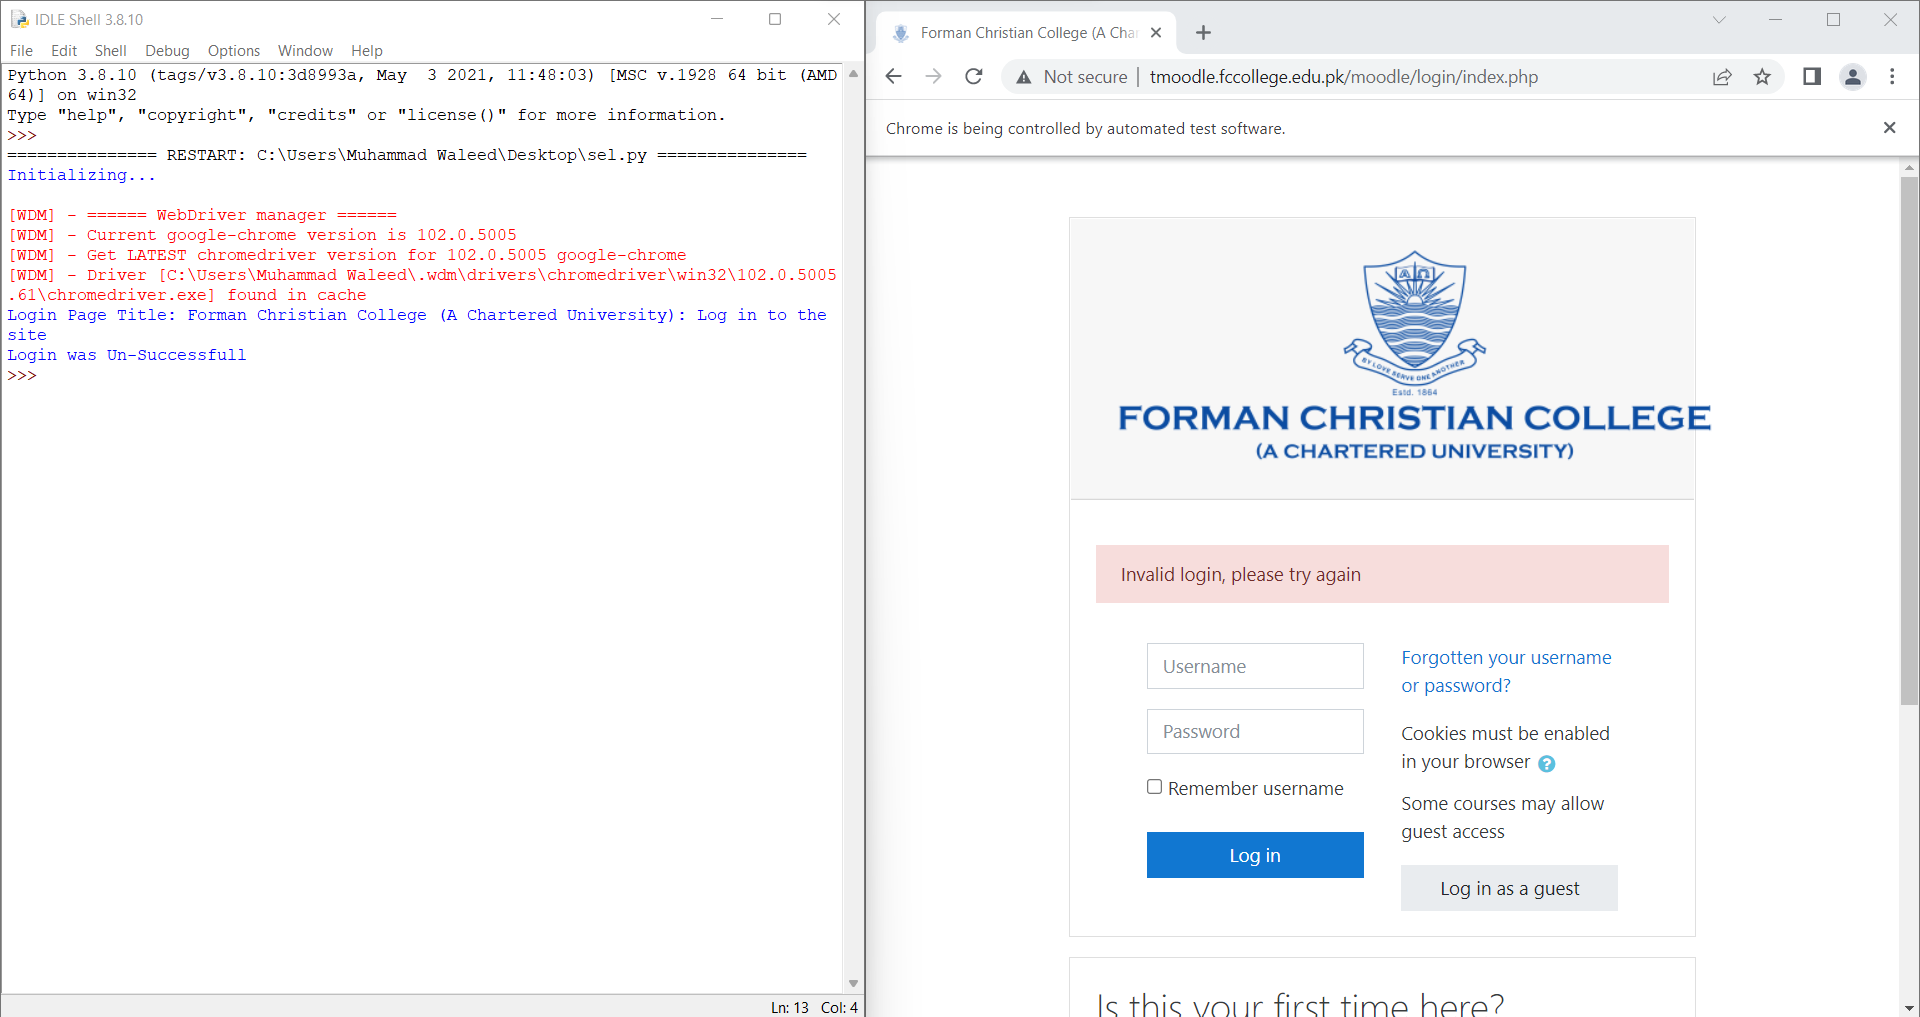 IDLE Shell 3.8.10
File Edit Shell Debug Options Window Help
Python 3.8.10 (tags/v3.8.10:3d8993a, May  3 2021, 11:48:03) [MSC v.1928 64 bit (AMD
64)] on win32
Type "help", "copyright", "credits" or "license()" for more information.
>>>
=============== RESTART: C:\Users\Muhammad Waleed\Desktop\sel.py ===============
Initializing...
[WDM] - ====== WebDriver manager ======
[WDM] - Current google-chrome version is 102.0.5005
[WDM] - Get LATEST chromedriver version for 102.0.5005 google-chrome
[WDM] - Driver [C:\Users\Muhammad Waleed\.wdm\drivers\chromedriver\win32\102.0.5005
.61\chromedriver.exe] found in cache
Login Page Title: Forman Christian College (A Chartered University): Log in to the
site
Login was Un-Successfull
>>>
Ln: 13 Col: 4
Forman Christian College (A Char
Not secure | tmoodle.fccollege.edu.pk/moodle/login/index.php
Chrome is being controlled by automated test software.
Α Ω
BY LOVE SERVE ONE ANOTHER
Estd. 1864
FORMAN CHRISTIAN COLLEGE
(A CHARTERED UNIVERSITY)
Invalid login, please try again
Username
Password
Remember username
Log in
Forgotten your username
or password?
Cookies must be enabled
in your browser ?
Some courses may allow
guest access
Log in as a guest
Is this your first time here?